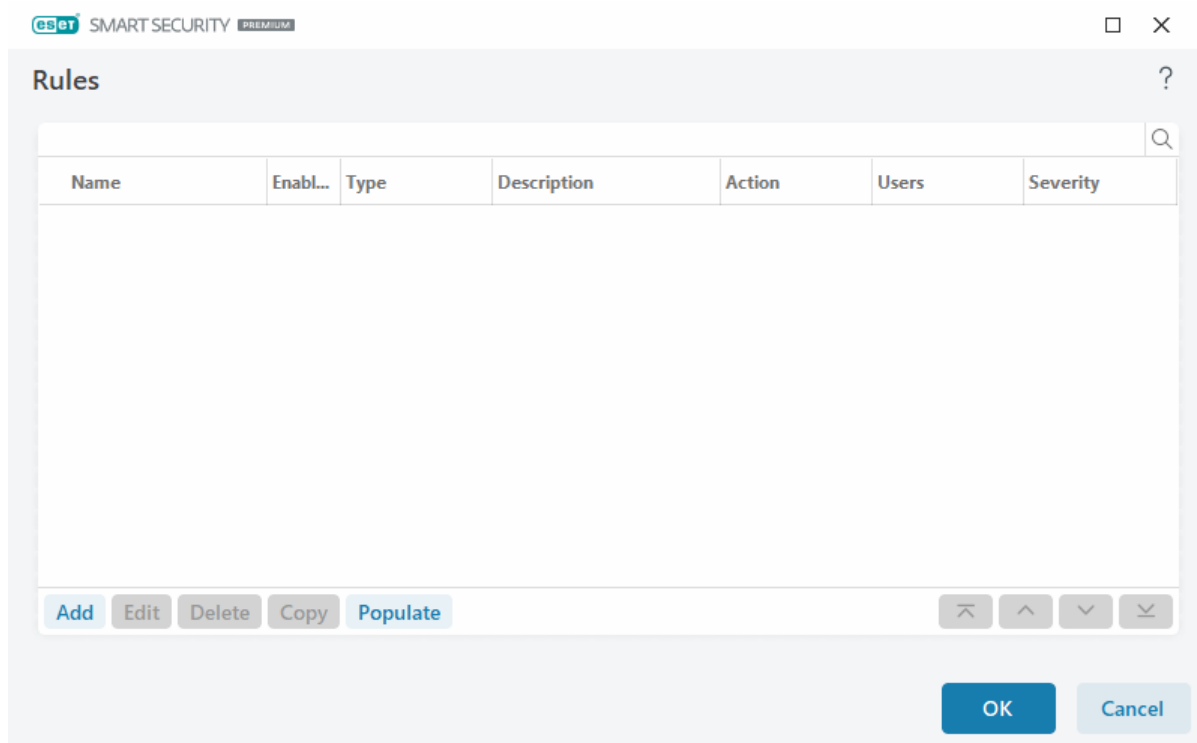 eset SMART SECURITY PREMIUM
Rules
?
Name Enabl... Type Description Action Users Severity
Add Edit Delete Copy Populate
OK Cancel